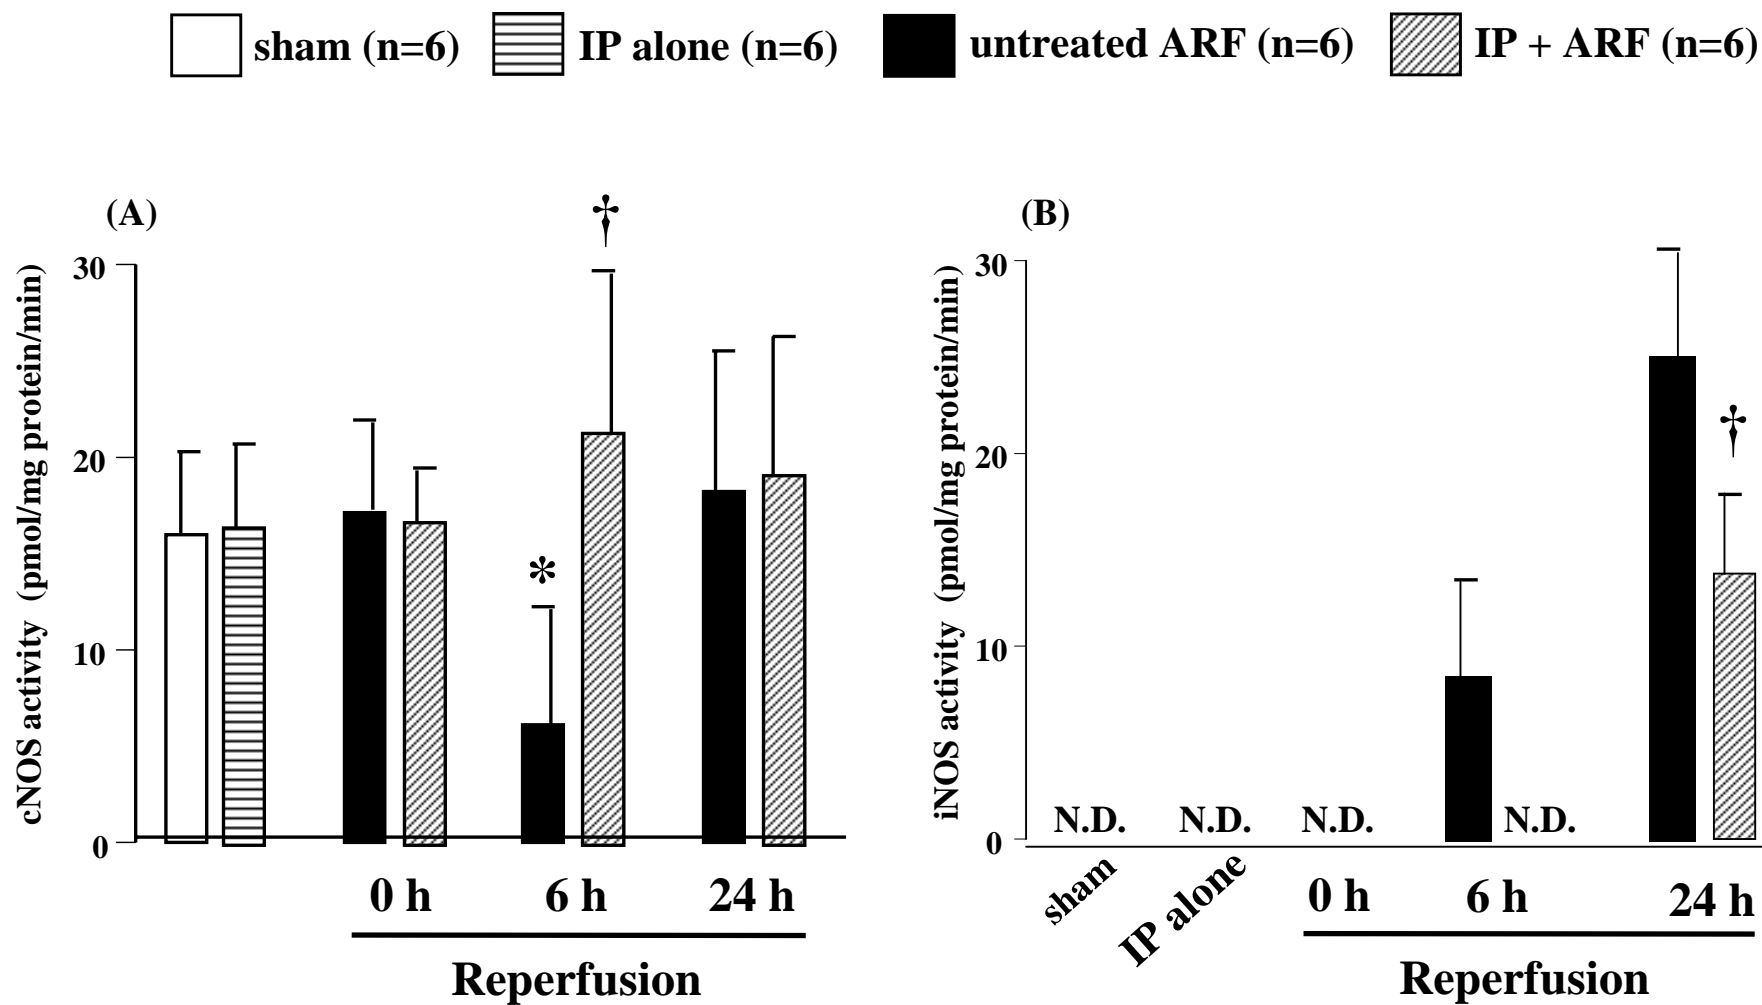 sham (n=6) IP alone (n=6) untreated ARF (n=6) IP + ARF (n=6)
(A)
cNOS activity (pmol/mg protein/min)
30
20
10
0
†
*
0 h 6 h 24 h
Reperfusion
(B)
iNOS activity (pmol/mg protein/min)
30
20
10
0
†
N.D. N.D. N.D. N.D.
sham
IP alone
0 h 6 h 24 h
Reperfusion